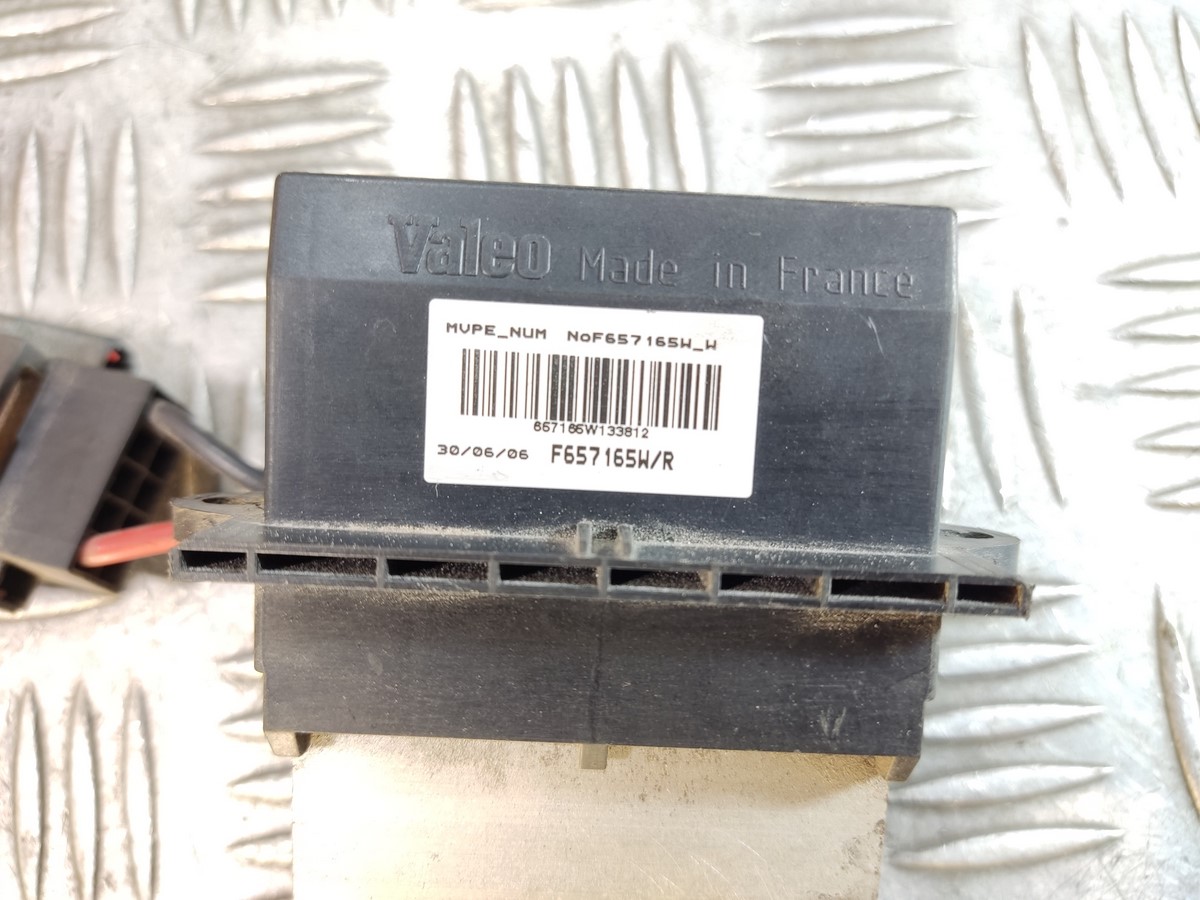 Valeo Made in France
MVPE_NUM NoF657165W_W
657165W133812
30/06/06 F657165W/R